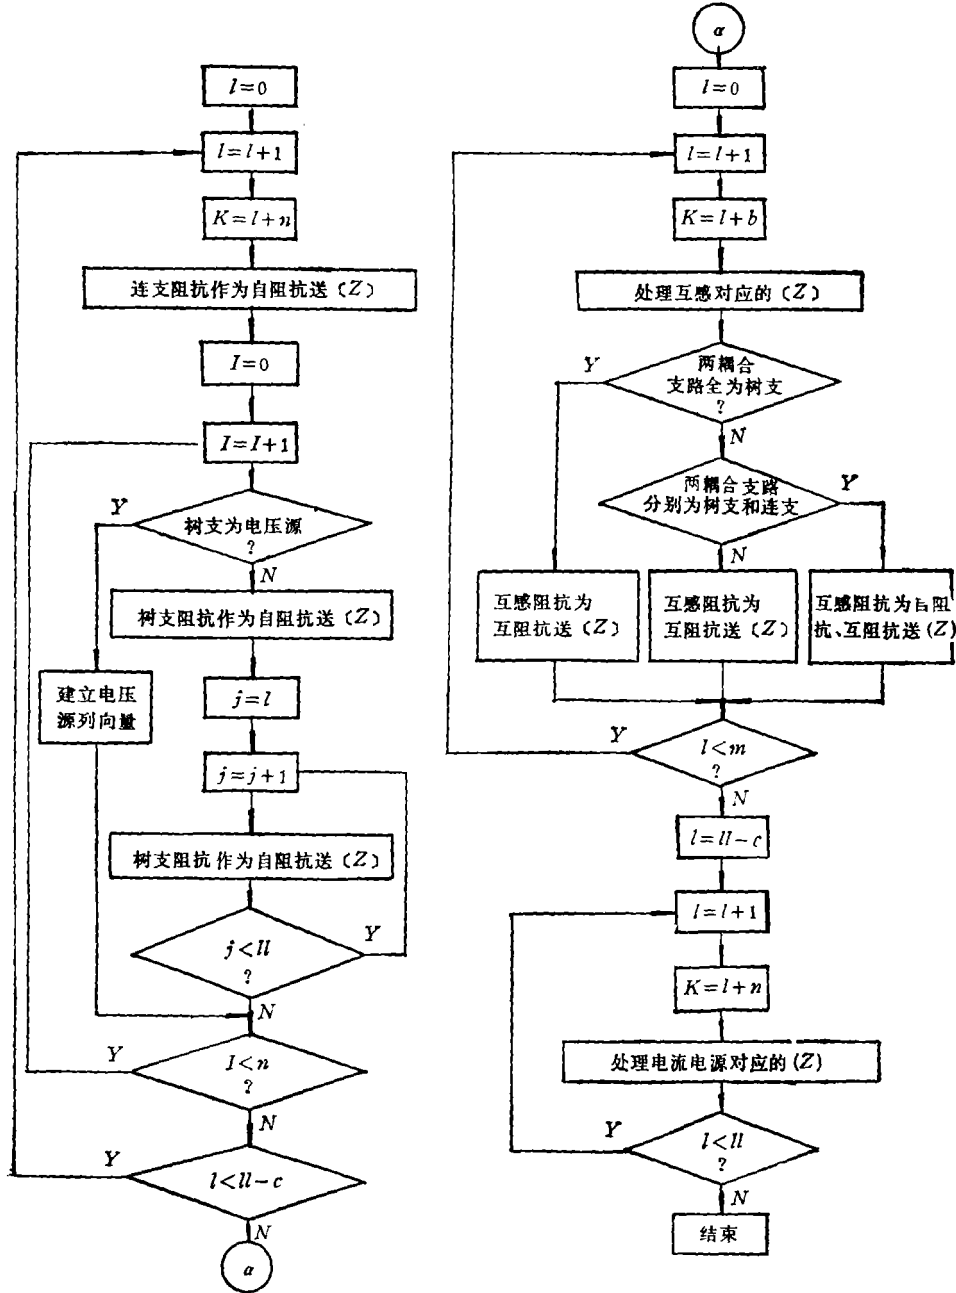 l=0
l=l+1
K=l+n
连支阻抗作为自阻抗送〔Z〕
I=0
I=I+1
Y
树支为电压源
?
N
树支阻抗作为自阻抗送〔Z〕
建立电压
源列向量
j=l
j=j+1
树支阻抗作为自阻抗送〔Z〕
j<ll
?
Y
N
Y
I<n
?
N
Y
l<ll-c
N
α
α
l=0
l=l+1
K=l+b
处理互感对应的〔Z〕
Y
两耦合
支路全为树支
?
N
两耦合支路
分别为树支和连支
Y
N
互感阻抗为
互阻抗送〔Z〕
互感阻抗为
互阻抗送〔Z〕
互感阻抗为自阻
抗、互阻抗送(Z)
Y
l<m
?
N
l=ll-c
l=l+1
K=l+n
处理电流电源对应的(Z)
Y
l<ll
?
N
结束